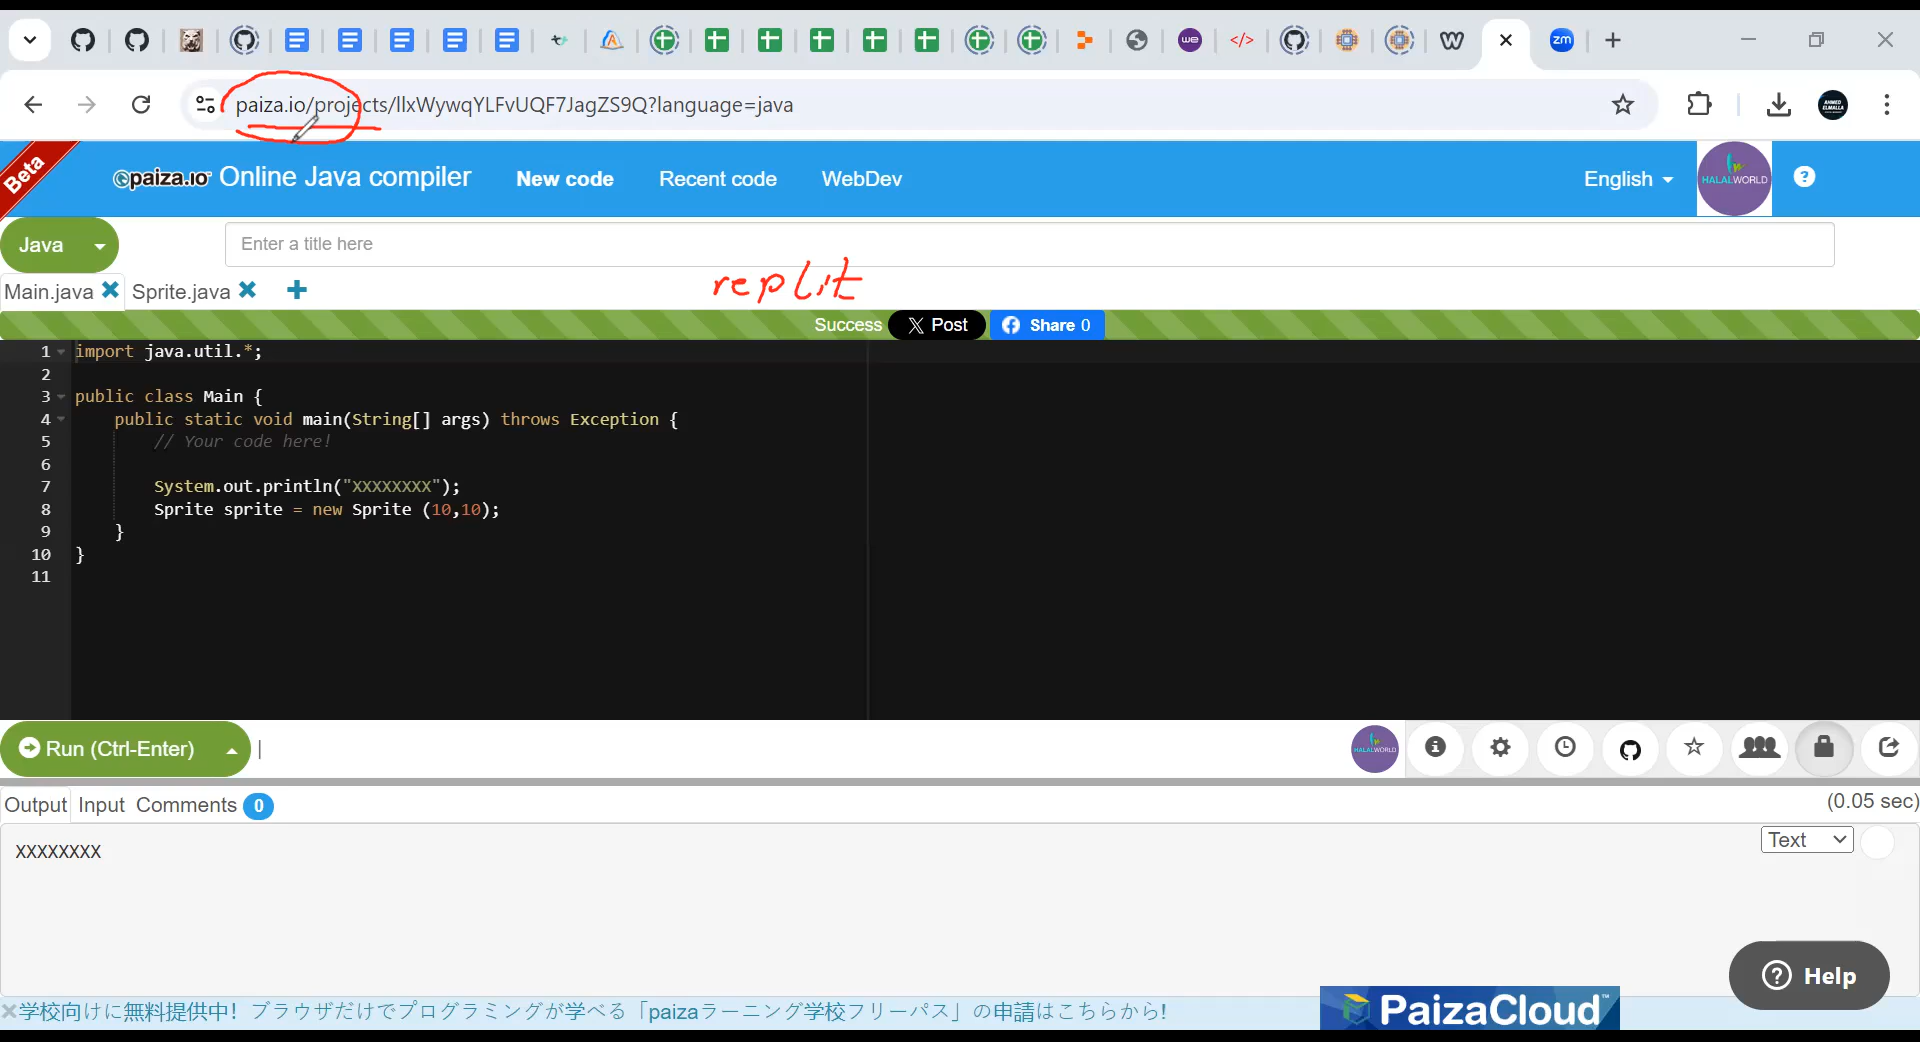 we
</>
zm
paiza.io/projects/llxWywqYLFvUQF7JagZS9Q?language=java
AHMED
ELMALLA
Beta
paiza.io Online Java compiler New code Recent code WebDev English
HALALWORLD
?
Java
Enter a title here
Main.java Sprite.java
replit
Success X Post Share 0
1 import java.util.*;
2
3 public class Main {
4 public static void main(String[] args) throws Exception {
5 // Your code here!
6
7 System.out.println("XXXXXXXX");
8 Sprite sprite = new Sprite (10,10);
9 }
10 }
11
Run (Ctrl-Enter)
HALALWORLD
Output Input Comments 0
(0.05 sec)
Text
XXXXXXXX
? Help
学校向けに無料提供中！ブラウザだけでプログラミングが学べる「paizaラーニング学校フリーパス」の申請はこちらから!
PaizaCloud™